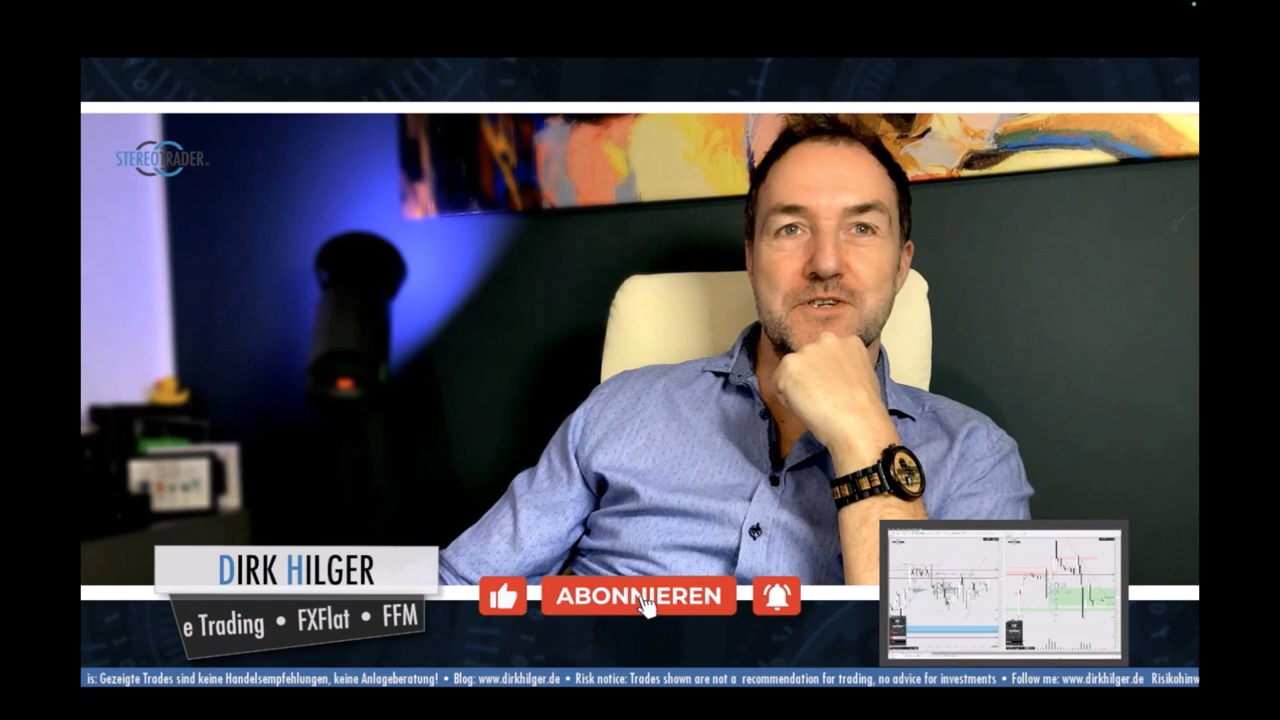 STEREOTRADER
DIRK HILGER
e Trading • FXFlat • FFM
ABONNIEREN
is: Gezeigte Trades sind keine Handelsempfehlungen, keine Anlageberatung! • Blog: www.dirkhilger.de • Risk notice: Trades shown are not a recommendation for trading, no advice for investments • Follow me: www.dirkhilger.de Risikohinw